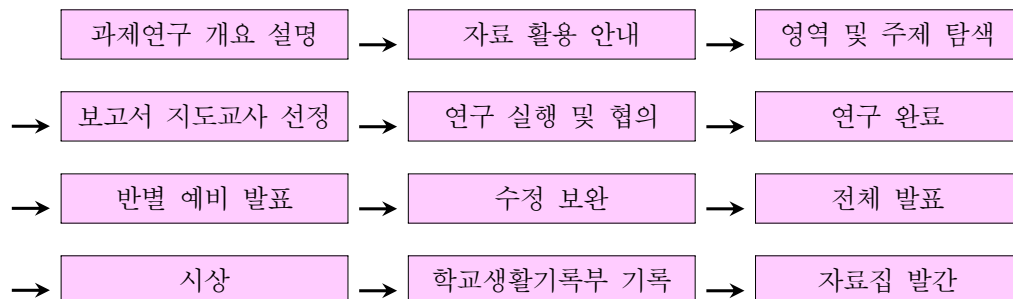 과제연구 개요 설명 → 자료 활용 안내 → 영역 및 주제 탐색
→ 보고서 지도교사 선정 → 연구 실행 및 협의 → 연구 완료
→ 반별 예비 발표 → 수정 보완 → 전체 발표
→ 시상 → 학교생활기록부 기록 → 자료집 발간